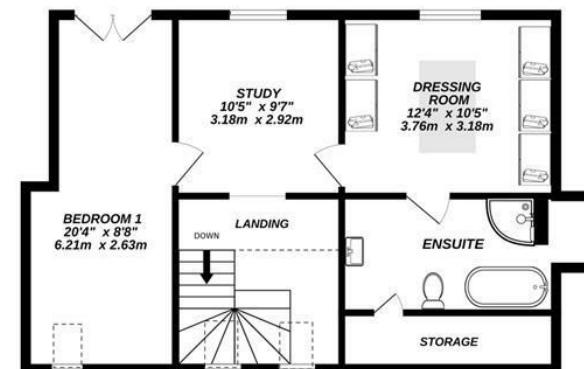 STUDY
10'5" x 9'7"
3.18m x 2.92m
DRESSING
ROOM
12'4" x 10'5"
3.76m x 3.18m
BEDROOM 1
20'4" x 8'8"
6.21m x 2.63m
LANDING
DOWN
ENSUITE
STORAGE